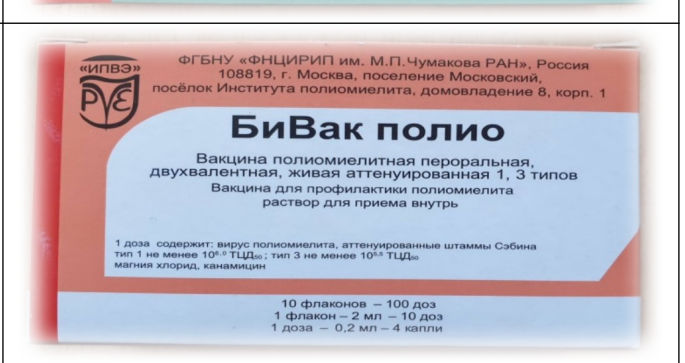 «ИПВЭ»
ФГБНУ «ФНЦИРИП им. М.П.Чумакова РАН», Россия
108819, г. Москва, поселение Московский,
посёлок Института полиомиелита, домовладение 8, корп. 1
БиВак полио
Вакцина полиомиелитная пероральная,
двухвалентная, живая аттенуированная 1, 3 типов
Вакцина для профилактики полиомиелита
раствор для приема внутрь
1 доза содержит: вирус полиомиелита, аттенуированные штаммы Сэбина
тип 1 не менее 10⁶·⁰ ТЦД₅₀; тип 3 не менее 10⁵·⁵ ТЦД₅₀
магния хлорид, канамицин
10 флаконов – 100 доз
1 флакон – 2 мл – 10 доз
1 доза – 0,2 мл – 4 капли